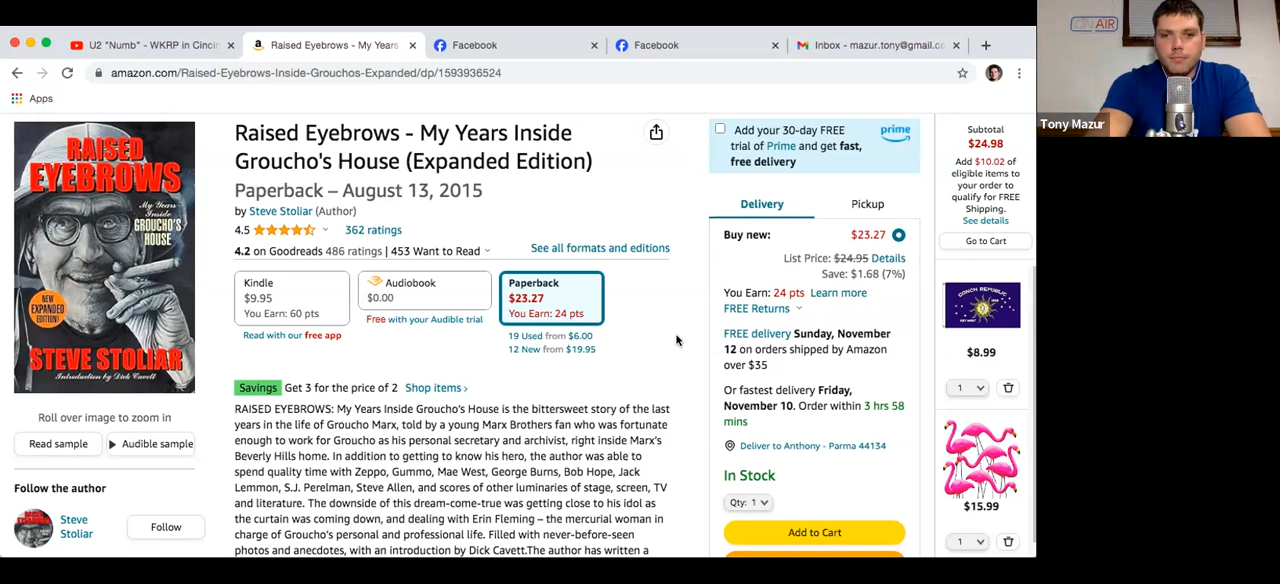 U2 "Numb" - WKRP in Cincin
Raised Eyebrows - My Years
Facebook
Facebook
Inbox - mazur.tony@gmail.co
amazon.com/Raised-Eyebrows-Inside-Grouchos-Expanded/dp/1593936524
Apps
ON AIR
Tony Mazur
RAISED
EYEBROWS
My Years
Inside
GROUCHO'S
HOUSE
NEW
EXPANDED
EDITION!
STEVE STOLIAR
Introduction by Dick Cavett
Roll over image to zoom in
Read sample
Audible sample
Follow the author
Steve
Stoliar
Follow
Raised Eyebrows - My Years Inside
Groucho's House (Expanded Edition)
Paperback – August 13, 2015
by Steve Stoliar (Author)
4.5 362 ratings
4.2 on Goodreads 486 ratings | 453 Want to Read
See all formats and editions
Kindle
$9.95
You Earn: 60 pts
Read with our free app
Audiobook
$0.00
Free with your Audible trial
Paperback
$23.27
You Earn: 24 pts
19 Used from $6.00
12 New from $19.95
Savings Get 3 for the price of 2 Shop items ›
RAISED EYEBROWS: My Years Inside Groucho's House is the bittersweet story of the last
years in the life of Groucho Marx, told by a young Marx Brothers fan who was fortunate
enough to work for Groucho as his personal secretary and archivist, right inside Marx's
Beverly Hills home. In addition to getting to know his hero, the author was able to
spend quality time with Zeppo, Gummo, Mae West, George Burns, Bob Hope, Jack
Lemmon, S.J. Perelman, Steve Allen, and scores of other luminaries of stage, screen, TV
and literature. The downside of this dream-come-true was getting close to his idol as
the curtain was coming down, and dealing with Erin Fleming – the mercurial woman in
charge of Groucho's personal and professional life. Filled with never-before-seen
photos and anecdotes, with an introduction by Dick Cavett.The author has written a
Add your 30-day FREE
trial of Prime and get fast,
free delivery
prime
Delivery
Pickup
Buy new: $23.27
List Price: $24.95 Details
Save: $1.68 (7%)
You Earn: 24 pts Learn more
FREE Returns
FREE delivery Sunday, November
12 on orders shipped by Amazon
over $35
Or fastest delivery Friday,
November 10. Order within 3 hrs 58
mins
Deliver to Anthony - Parma 44134
In Stock
Qty: 1
Add to Cart
Subtotal
$24.98
Add $10.02 of
eligible items to
your order to
qualify for FREE
Shipping.
See details
Go to Cart
CONCH REPUBLIC
$8.99
1
$15.99
1